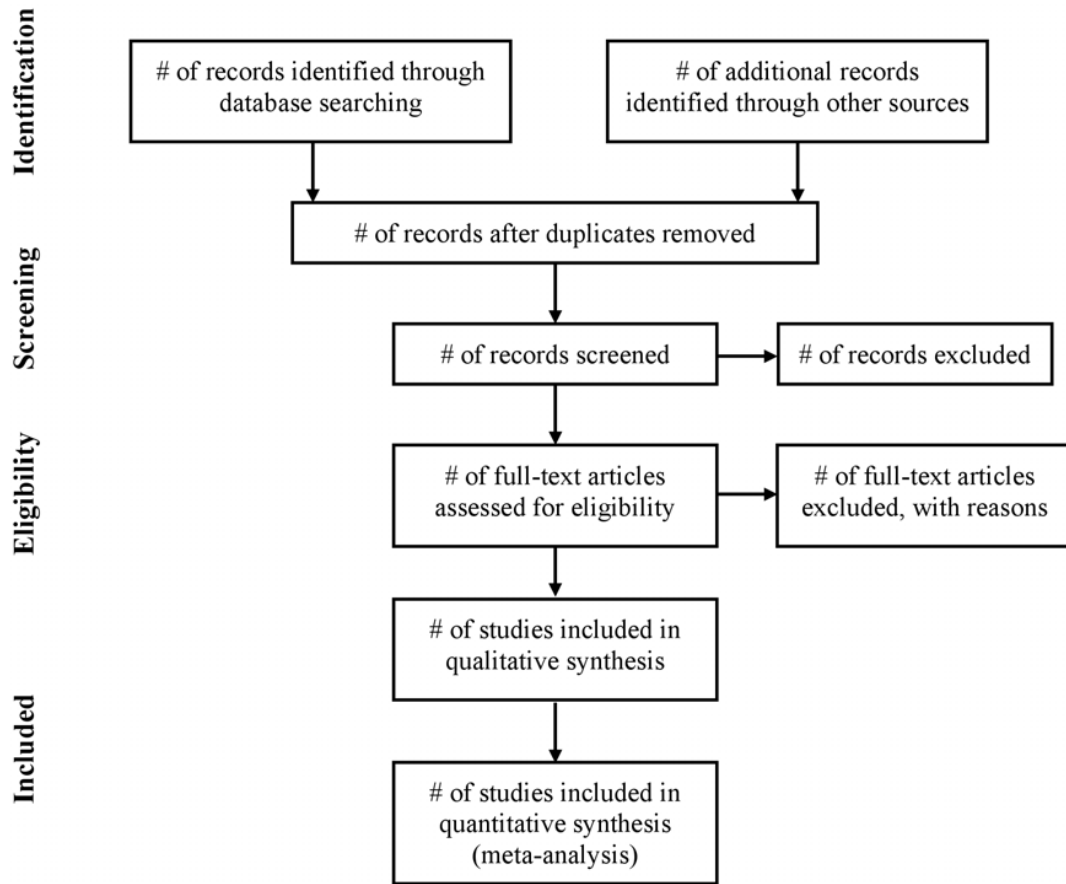 Identification
# of records identified through
database searching
# of additional records
identified through other sources
# of records after duplicates removed
Screening
# of records screened
# of records excluded
Eligibility
# of full-text articles
assessed for eligibility
# of full-text articles
excluded, with reasons
Included
# of studies included in
qualitative synthesis
# of studies included in
quantitative synthesis
(meta-analysis)